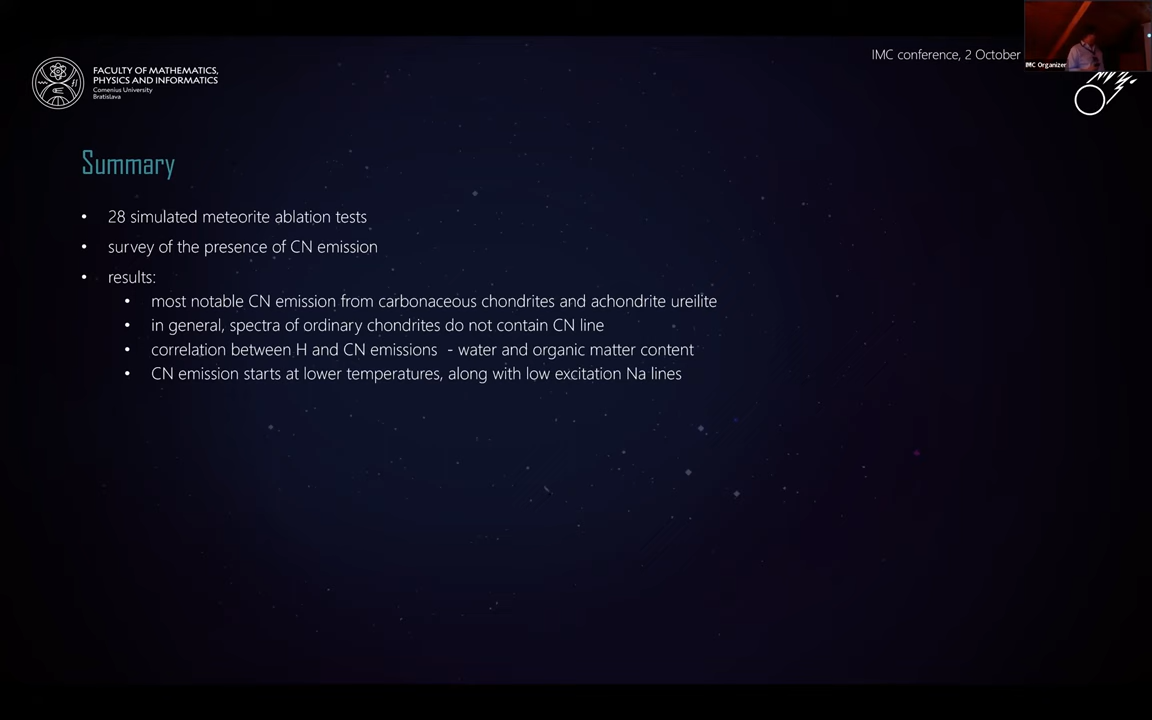 IMC conference, 2 October
IMC Organizer
FACULTY OF MATHEMATICS,
PHYSICS AND INFORMATICS
Comenius University
Bratislava
Summary
• 28 simulated meteorite ablation tests
• survey of the presence of CN emission
• results:
• most notable CN emission from carbonaceous chondrites and achondrite ureilite
• in general, spectra of ordinary chondrites do not contain CN line
• correlation between H and CN emissions - water and organic matter content
• CN emission starts at lower temperatures, along with low excitation Na lines